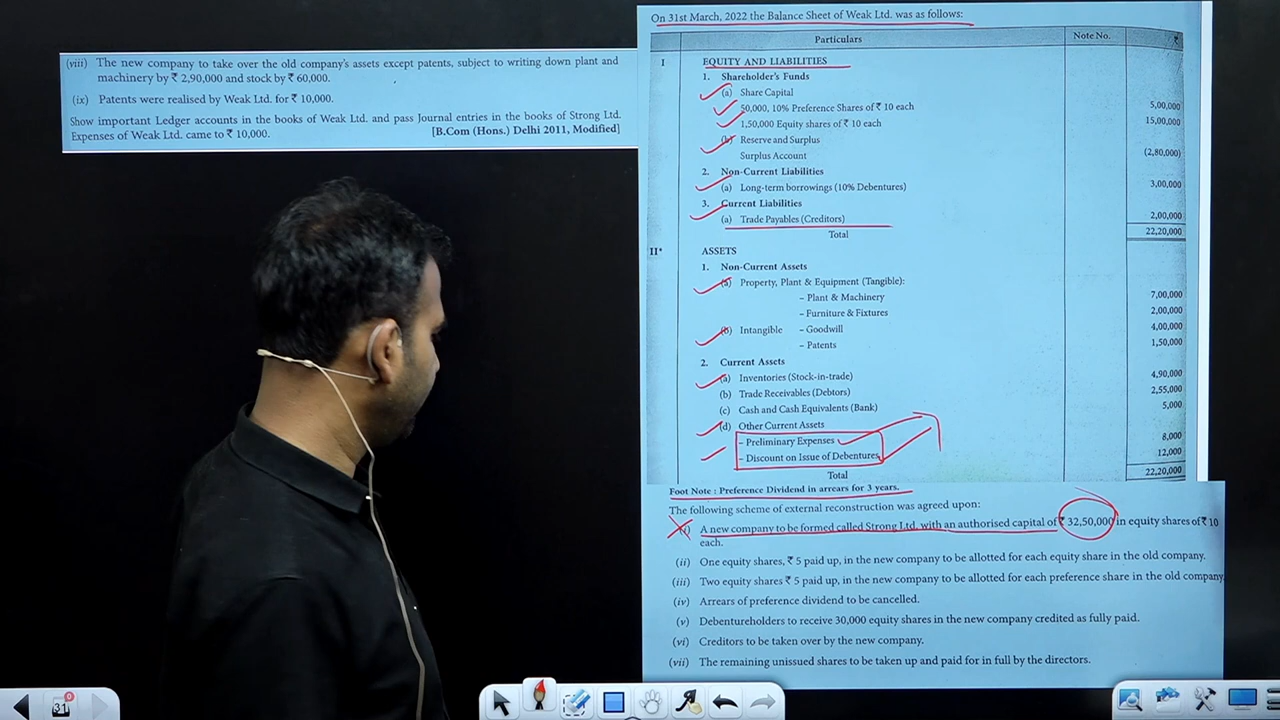 (viii) The new company to take over the old company's assets except patents, subject to writing down plant and
machinery by ₹ 2,90,000 and stock by ₹ 60,000.
(ix) Patents were realised by Weak Ltd. for ₹ 10,000.
Show important Ledger accounts in the books of Weak Ltd. and pass Journal entries in the books of Strong Ltd.
Expenses of Weak Ltd. came to ₹ 10,000. [B.Com (Hons.) Delhi 2011, Modified]
On 31st March, 2022 the Balance Sheet of Weak Ltd. was as follows:
Particulars Note No. ₹
I EQUITY AND LIABILITIES
1. Shareholder's Funds
(a) Share Capital
50,000, 10% Preference Shares of ₹ 10 each 5,00,000
1,50,000 Equity shares of ₹ 10 each 15,00,000
(b) Reserve and Surplus
Surplus Account (2,80,000)
2. Non-Current Liabilities
(a) Long-term borrowings (10% Debentures) 3,00,000
3. Current Liabilities
(a) Trade Payables (Creditors) 2,00,000
Total 22,20,000
II* ASSETS
1. Non-Current Assets
(a) Property, Plant & Equipment (Tangible):
– Plant & Machinery 7,00,000
– Furniture & Fixtures 2,00,000
(b) Intangible – Goodwill 4,00,000
– Patents 1,50,000
2. Current Assets
(a) Inventories (Stock-in-trade) 4,90,000
(b) Trade Receivables (Debtors) 2,55,000
(c) Cash and Cash Equivalents (Bank) 5,000
(d) Other Current Assets
– Preliminary Expenses 8,000
– Discount on Issue of Debentures 12,000
Total 22,20,000
Foot Note : Preference Dividend in arrears for 3 years.
The following scheme of external reconstruction was agreed upon:
(i) A new company to be formed called Strong Ltd. with an authorised capital of ₹ 32,50,000 in equity shares of ₹ 10
each.
(ii) One equity shares, ₹ 5 paid up, in the new company to be allotted for each equity share in the old company.
(iii) Two equity shares ₹ 5 paid up, in the new company to be allotted for each preference share in the old company
(iv) Arrears of preference dividend to be cancelled.
(v) Debentureholders to receive 30,000 equity shares in the new company credited as fully paid.
(vi) Creditors to be taken over by the new company.
(vii) The remaining unissued shares to be taken up and paid for in full by the directors.
31